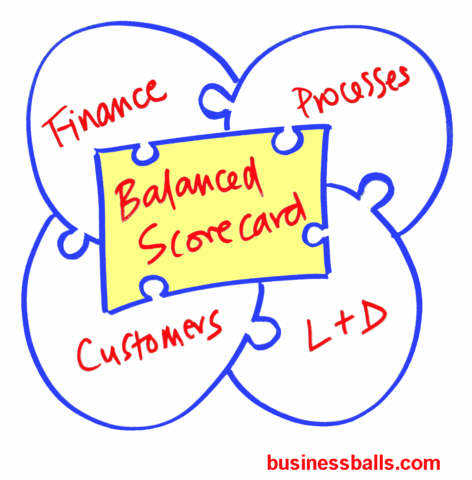 Finance
Processes
Balanced
Scorecard
Customers
L+D
businessballs.com